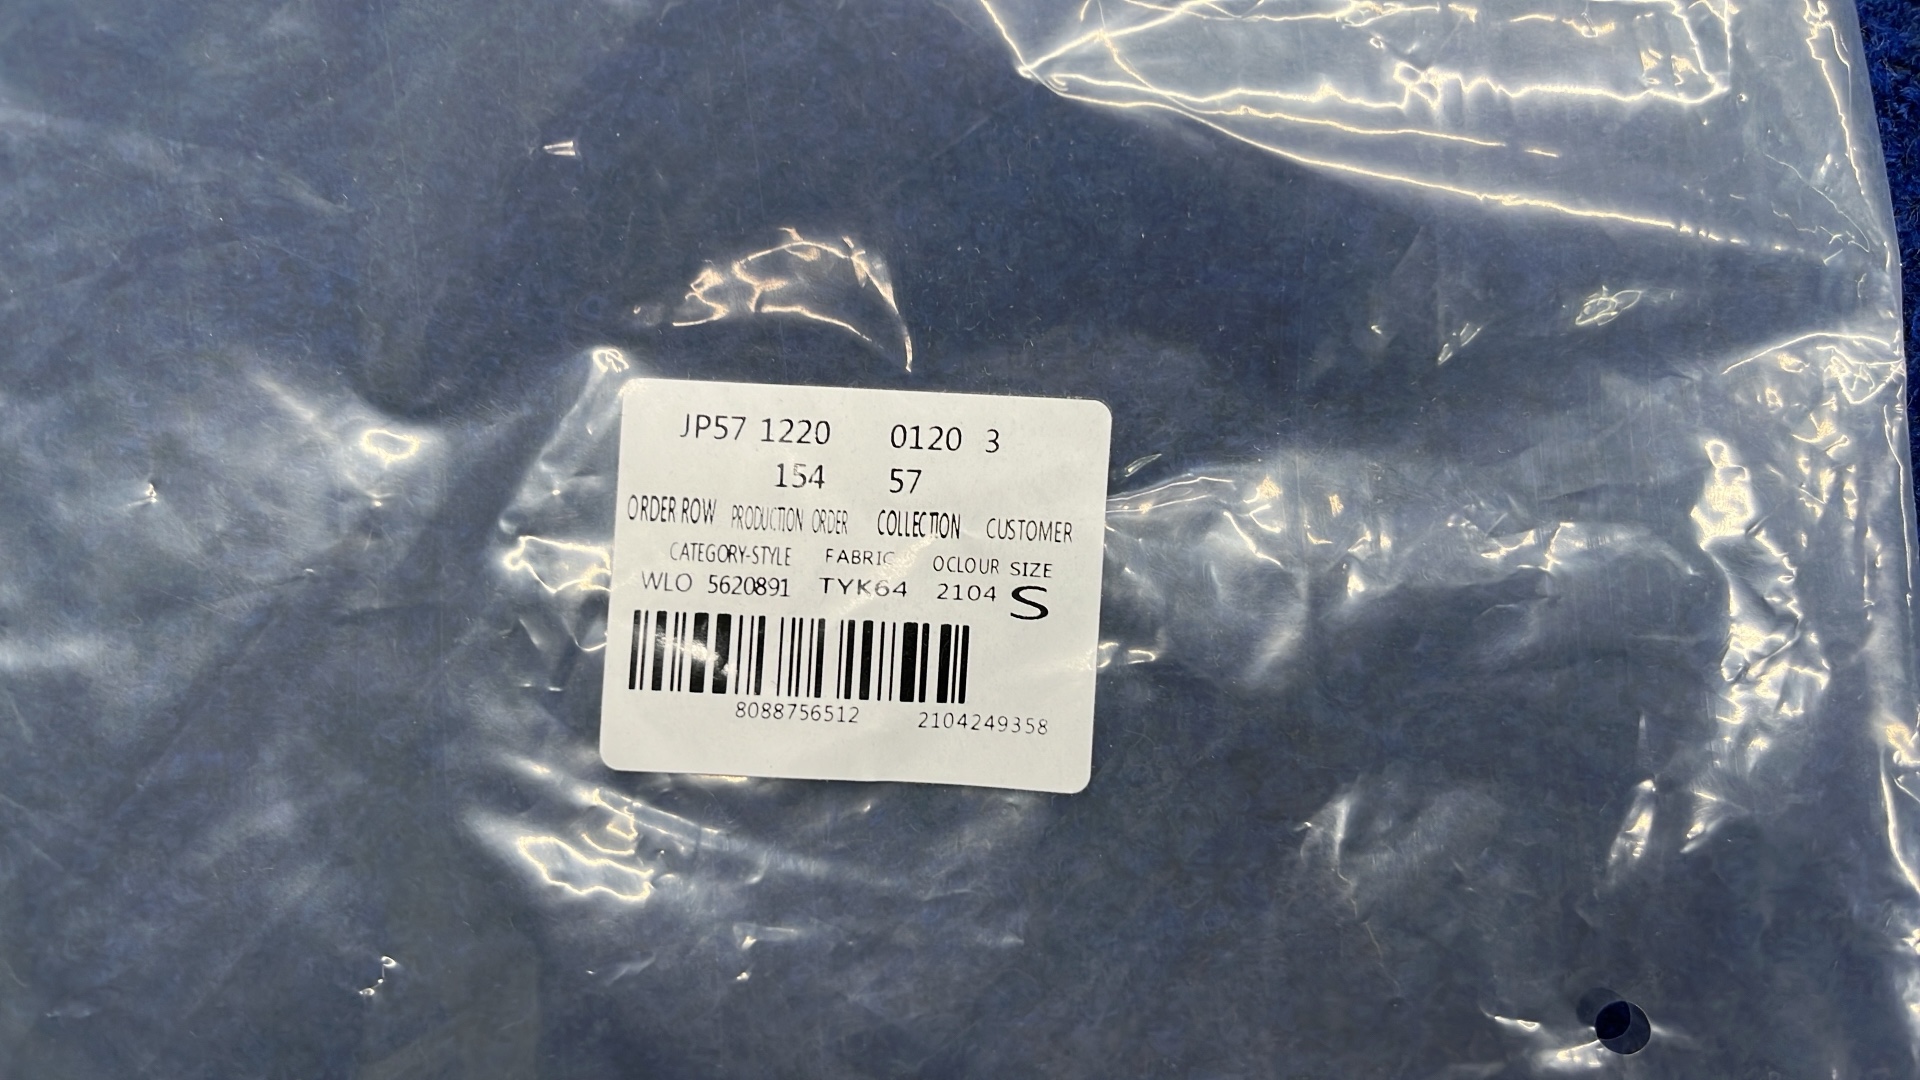 JP57 1220 0120 3
154 57
ORDER ROW PRODUCTION ORDER COLLECTION CUSTOMER
CATEGORY-STYLE FABRIC OCLOUR SIZE
WLO 5620891 TYK64 2104 S
8088756512 2104249358